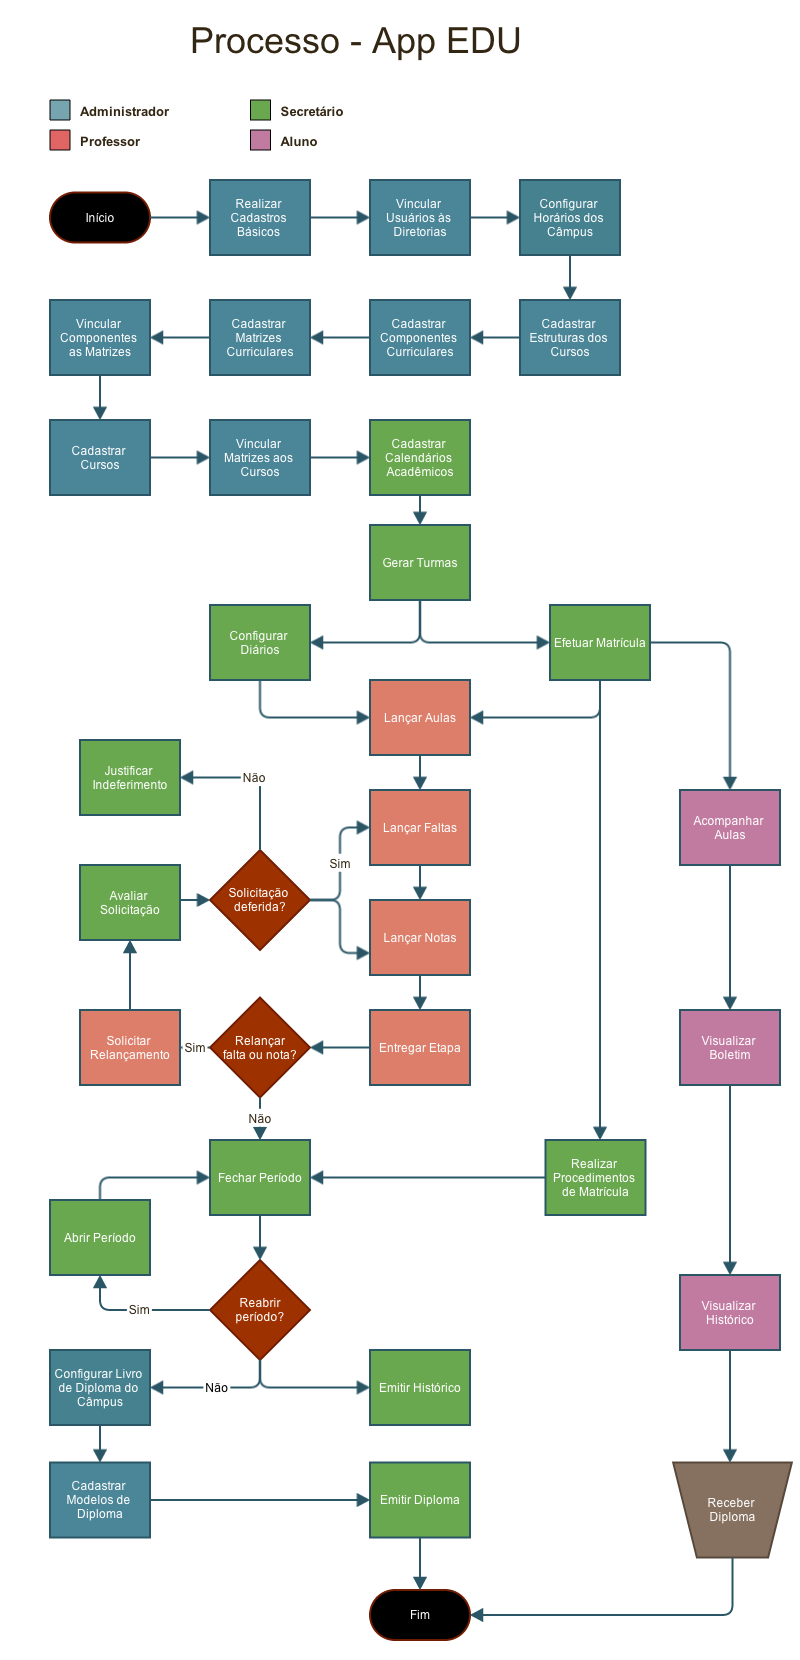 Processo - App EDU
Administrador
Secretário
Professor
Aluno
Início
Realizar
Cadastros
Básicos
Vincular
Usuários às
Diretorias
Configurar
Horários dos
Câmpus
Vincular
Componentes
as Matrizes
Cadastrar
Matrizes
Curriculares
Cadastrar
Componentes
Curriculares
Cadastrar
Estruturas dos
Cursos
Cadastrar
Cursos
Vincular
Matrizes aos
Cursos
Cadastrar
Calendários
Acadêmicos
Gerar Turmas
Configurar
Diários
Efetuar Matrícula
Lançar Aulas
Justificar
Indeferimento
Não
Lançar Faltas
Acompanhar
Aulas
Sim
Avaliar
Solicitação
Solicitação
deferida?
Lançar Notas
Solicitar
Relançamento
Sim
Relançar
falta ou nota?
Entregar Etapa
Visualizar
Boletim
Não
Fechar Período
Realizar
Procedimentos
de Matrícula
Abrir Período
Sim
Reabrir
período?
Visualizar
Histórico
Configurar Livro
de Diploma do
Câmpus
Não
Emitir Histórico
Cadastrar
Modelos de
Diploma
Emitir Diploma
Receber
Diploma
Fim